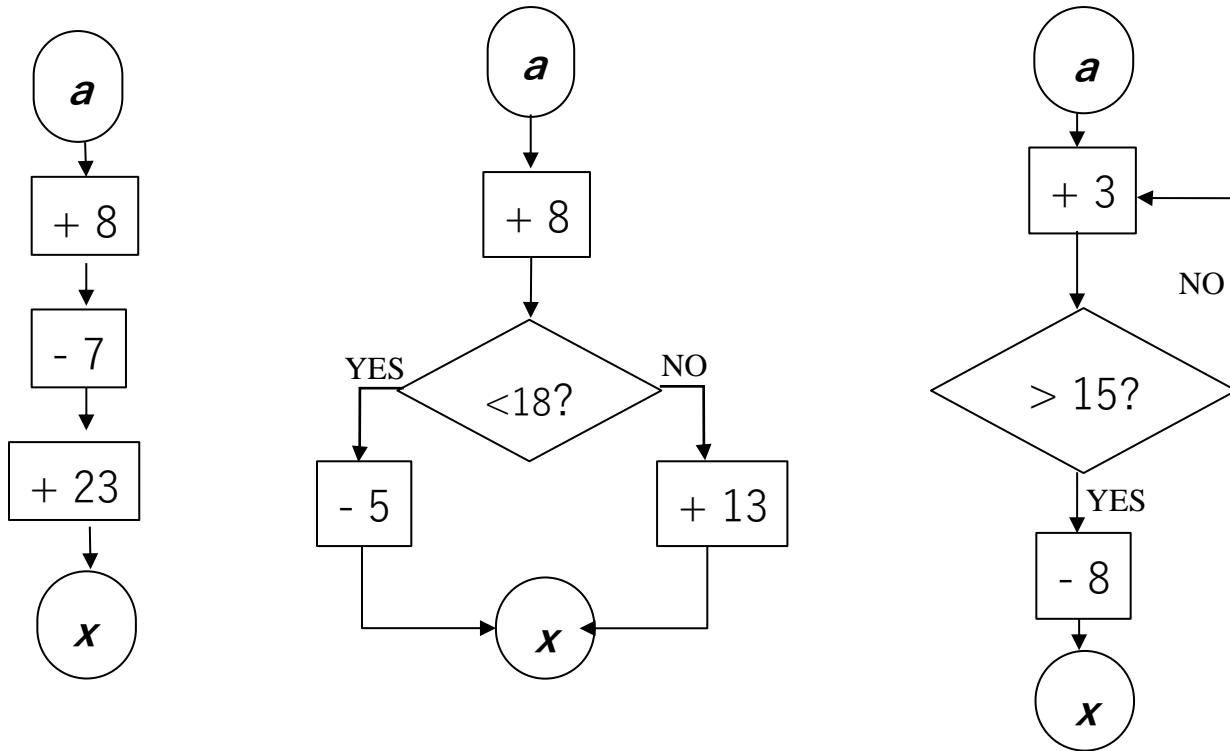 a
+ 8
- 7
+ 23
x
a
+ 8
<18?
YES
NO
- 5
+ 13
x
a
+ 3
NO
> 15?
YES
- 8
x